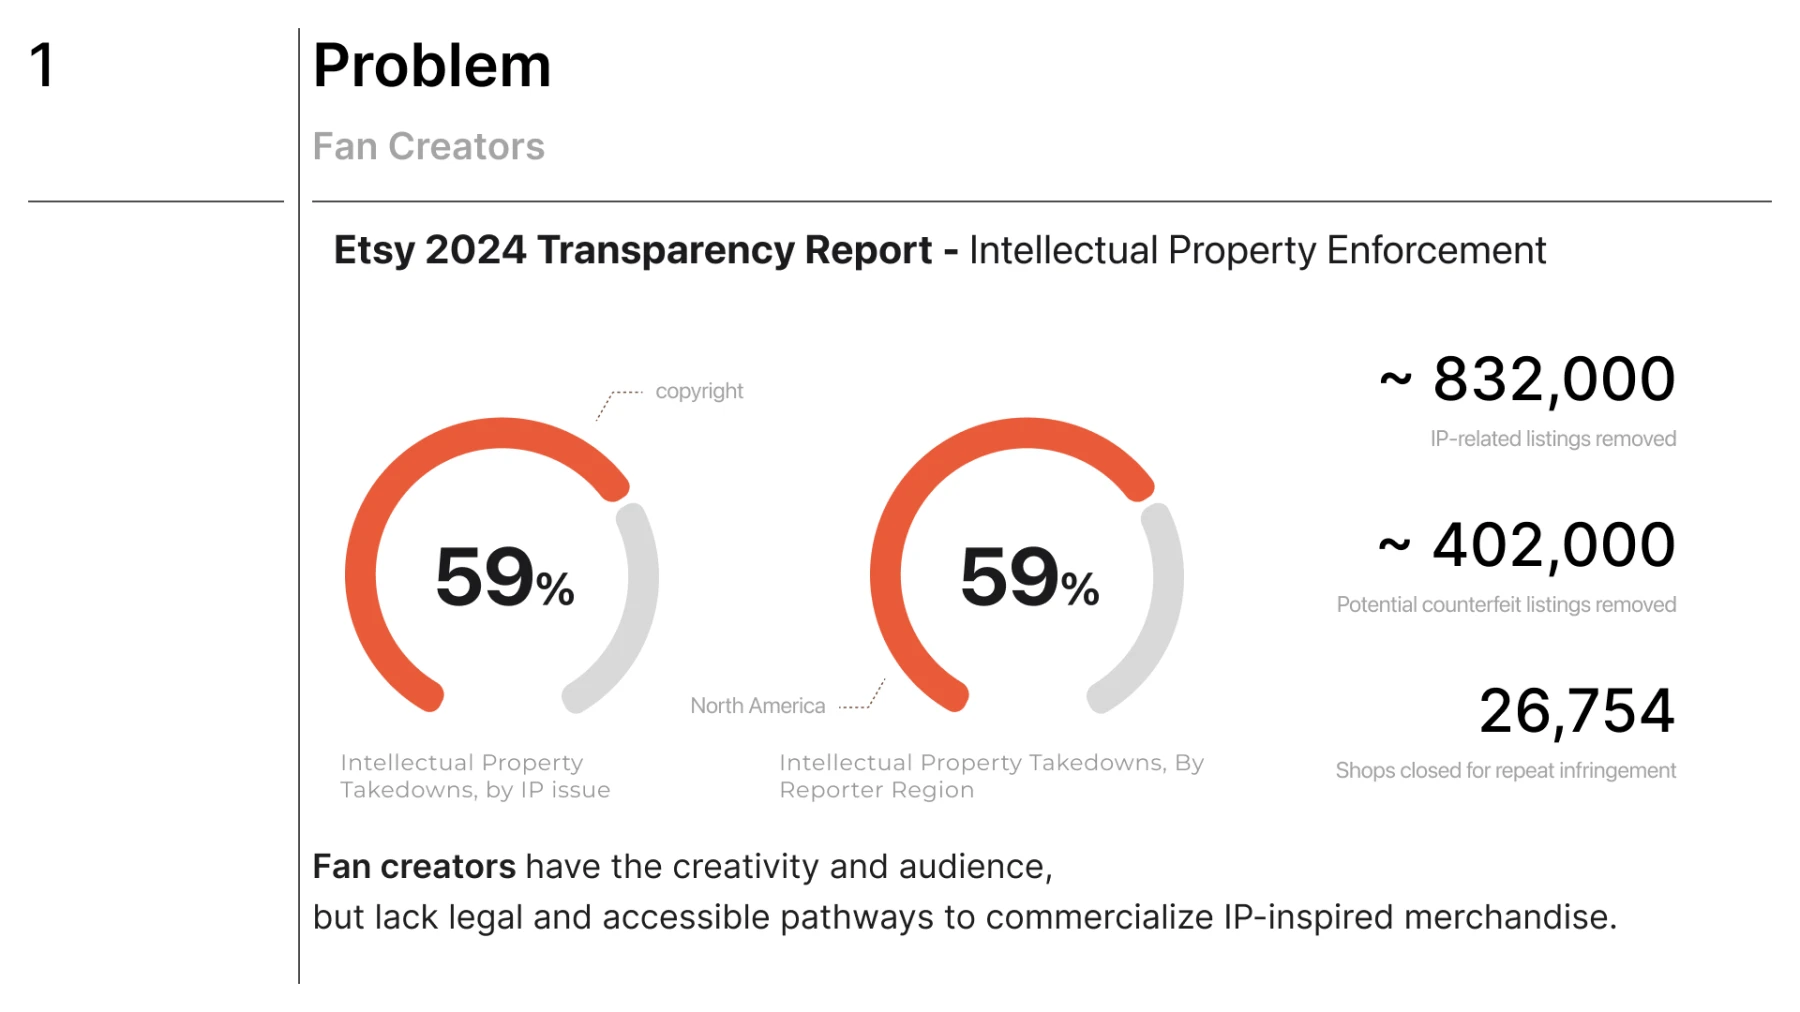 1
Problem
Fan Creators
Etsy 2024 Transparency Report - Intellectual Property Enforcement
copyright
59%
Intellectual Property
Takedowns, by IP issue
59%
North America
Intellectual Property Takedowns, By
Reporter Region
~ 832,000
IP-related listings removed
~ 402,000
Potential counterfeit listings removed
26,754
Shops closed for repeat infringement
Fan creators have the creativity and audience,
but lack legal and accessible pathways to commercialize IP-inspired merchandise.